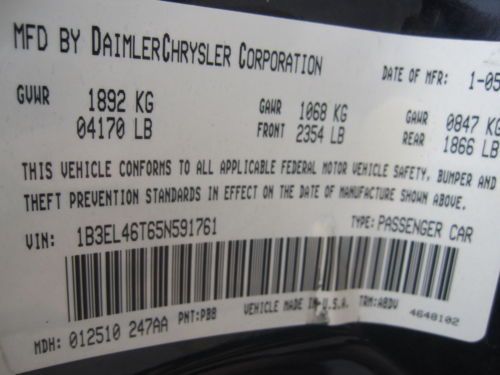 MFD BY DAIMLERCHRYSLER CORPORATION DATE OF MFR: 1-05
GVWR 1892 KG GAWR 1068 KG GAWR 0847 KG
04170 LB FRONT 2354 LB REAR 1866 LB
THIS VEHICLE CONFORMS TO ALL APPLICABLE FEDERAL MOTOR VEHICLE SAFETY, BUMPER AND
THEFT PREVENTION STANDARDS IN EFFECT ON THE DATE OF MANUFACTURE SHOWN ABOVE.
VIN: 1B3EL46T65N591761 TYPE: PASSENGER CAR
MDH: 012510 247AA PNT: PBB VEHICLE MADE IN U.S.A. TRM: ABDV
4648102